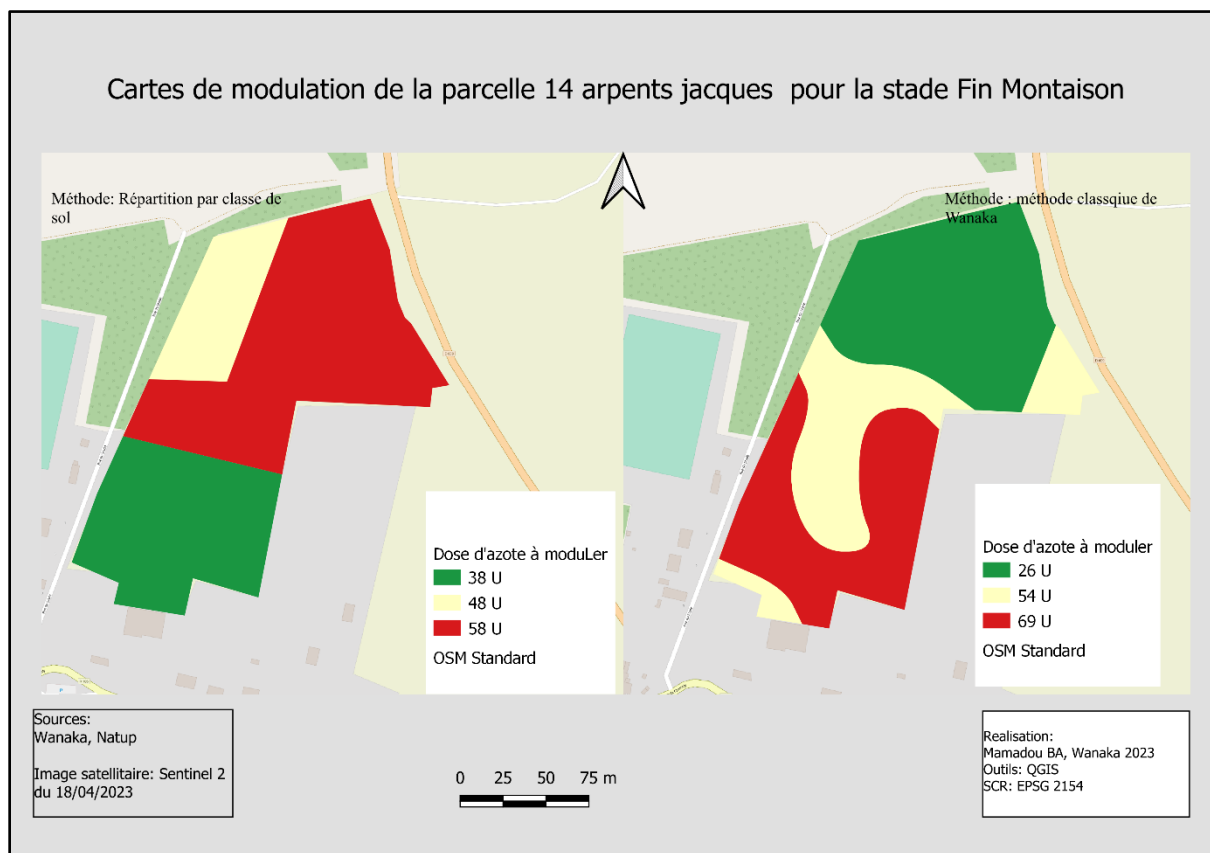 Cartes de modulation de la parcelle 14 arpents jacques pour la stade Fin Montaison
Méthode: Répartition par classe de
sol
Méthode : méthode classqiue de
Wanaka
Dose d'azote à moduLer
38 U
48 U
58 U
OSM Standard
Dose d'azote à moduler
26 U
54 U
69 U
OSM Standard
Sources:
Wanaka, Natup
Image satellitaire: Sentinel 2
du 18/04/2023
0 25 50 75 m
Realisation:
Mamadou BA, Wanaka 2023
Outils: QGIS
SCR: EPSG 2154